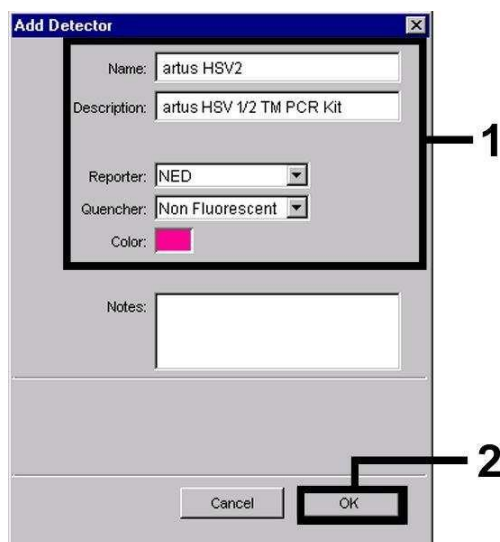 Add Detector
Name: artus HSV2
Description: artus HSV 1/2 TM PCR Kit
1
Reporter: NED
Quencher: Non Fluorescent
Color:
Notes:
2
Cancel OK